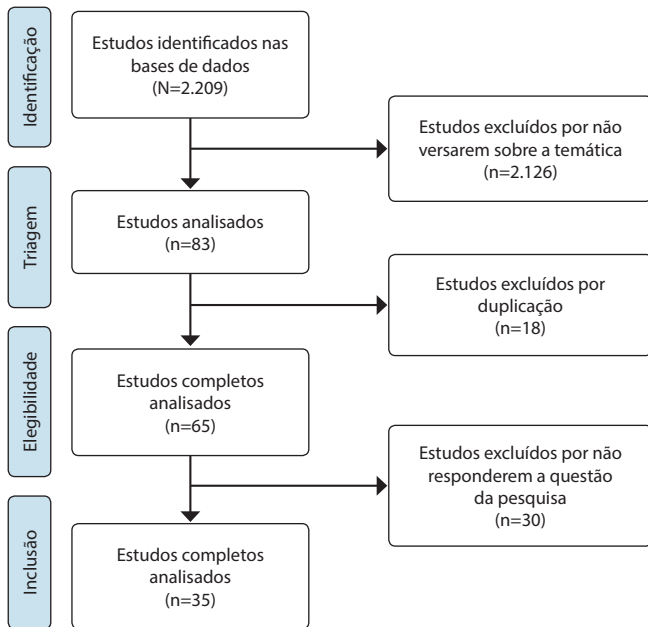 Identificação
Estudos identificados nas
bases de dados
(N=2.209)
Estudos excluídos por não
versarem sobre a temática
(n=2.126)
Triagem
Estudos analisados
(n=83)
Estudos excluídos por
duplicação
(n=18)
Elegibilidade
Estudos completos
analisados
(n=65)
Estudos excluídos por não
responderem a questão
da pesquisa
(n=30)
Inclusão
Estudos completos
analisados
(n=35)